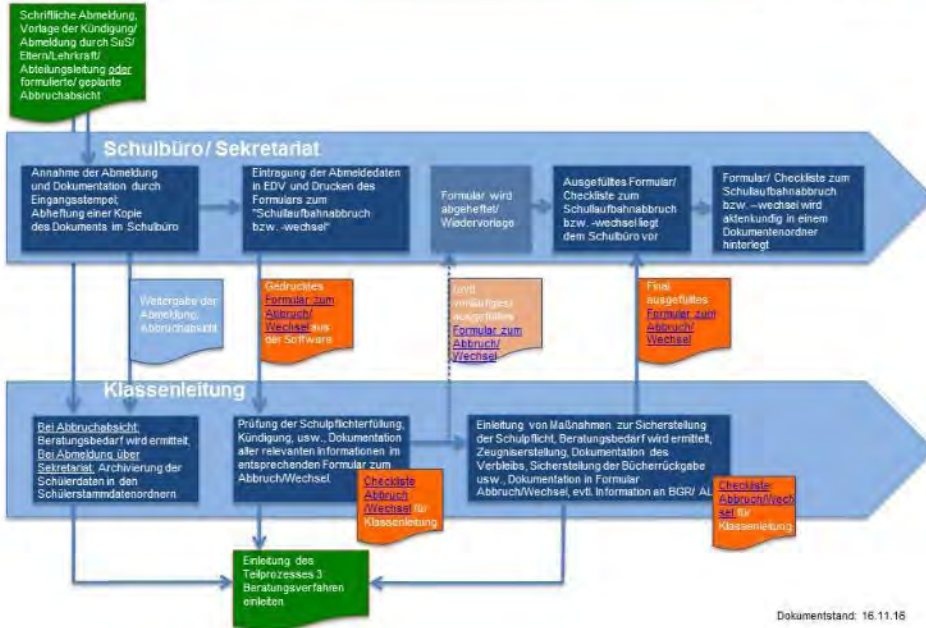 Schriftliche Abmeldung,
Vorlage der Kündigung/
Abmeldung durch SuS/
Eltern/Lehrkraft/
Abteilungsleitung oder
formulierte/ geplante
Abbruchabsicht
Schulbüro/ Sekretariat
Annahme der Abmeldung
und Dokumentation durch
Eingangsstempel;
Abheftung einer Kopie
des Dokuments im Schulbüro
Eintragung der Abmeldedaten
in EDV und Drucken des
Formulars zum
"Schullaufbahnabbruch
bzw. -wechsel"
Formular wird
abgeheftet/
Wiedervorlage
Ausgefülltes Formular/
Checkliste zum
Schullaufbahnabbruch
bzw. –wechsel liegt
dem Schulbüro vor
Formular/ Checkliste zum
Schullaufbahnabbruch
bzw. –wechsel wird
aktenkundig in einem
Dokumentenordner
hinterlegt
Weitergabe der
Abmeldung/
Abbruchabsicht
Gedrucktes
Formular zum
Abbruch/
Wechsel aus
der Software
(evtl.
vorläufiges)
ausgefülltes
Formular zum
Abbruch/
Wechsel
Final
ausgefülltes
Formular zum
Abbruch/
Wechsel
Klassenleitung
Bei Abbruchabsicht:
Beratungsbedarf wird ermittelt,
Bei Abmeldung über
Sekretariat: Archivierung der
Schülerdaten in den
Schülerstammdatenordnern
Prüfung der Schulpflichterfüllung,
Kündigung, usw., Dokumentation
aller relevanten Informationen im
entsprechenden Formular zum
Abbruch/Wechsel
Checkliste
Abbruch
/Wechsel für
Klassenleitung
Einleitung von Maßnahmen zur Sicherstellung
der Schulpflicht, Beratungsbedarf wird ermittelt,
Zeugniserstellung, Dokumentation des
Verbleibs, Sicherstellung der Bücherrückgabe
usw., Dokumentation in Formular
Abbruch/Wechsel, evtl. Information an BGR/ AL
Checkliste
Abbruch/Wech
sel für
Klassenleitung
Einleitung des
Teilprozesses 3
Beratungsverfahren
einleiten
Dokumentstand: 16.11.16